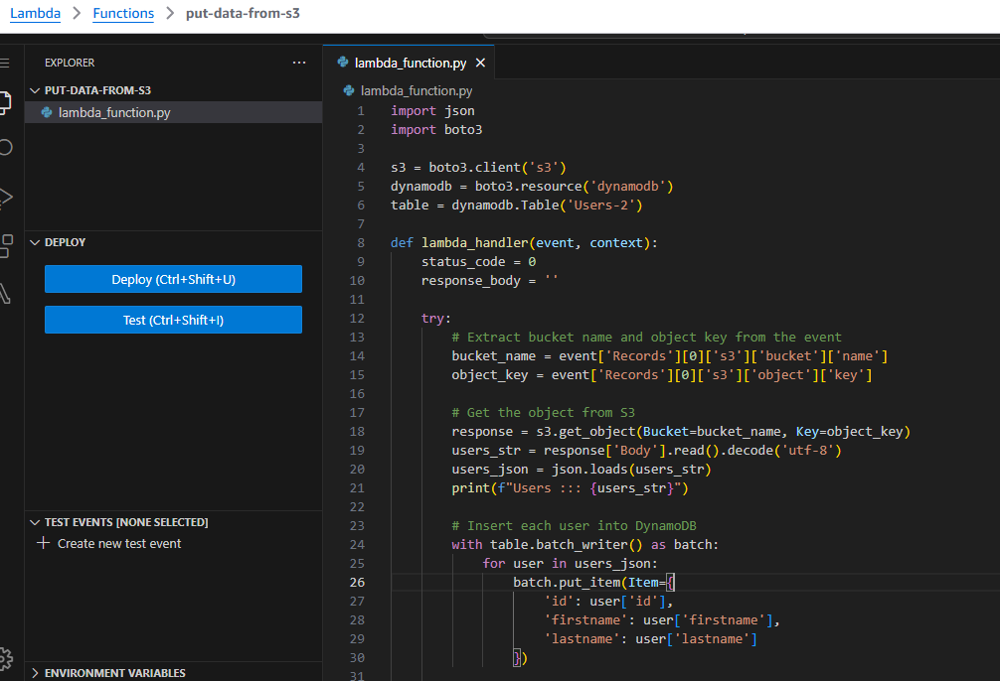 Lambda > Functions > put-data-from-s3
EXPLORER ...
PUT-DATA-FROM-S3
lambda_function.py
DEPLOY
Deploy (Ctrl+Shift+U)
Test (Ctrl+Shift+I)
TEST EVENTS [NONE SELECTED]
+ Create new test event
ENVIRONMENT VARIABLES
lambda_function.py ×
lambda_function.py
1 import json
2 import boto3
3
4 s3 = boto3.client('s3')
5 dynamodb = boto3.resource('dynamodb')
6 table = dynamodb.Table('Users-2')
7
8 def lambda_handler(event, context):
9     status_code = 0
10     response_body = ''
11
12     try:
13         # Extract bucket name and object key from the event
14         bucket_name = event['Records'][0]['s3']['bucket']['name']
15         object_key = event['Records'][0]['s3']['object']['key']
16
17         # Get the object from S3
18         response = s3.get_object(Bucket=bucket_name, Key=object_key)
19         users_str = response['Body'].read().decode('utf-8')
20         users_json = json.loads(users_str)
21         print(f"Users ::: {users_str}")
22
23         # Insert each user into DynamoDB
24         with table.batch_writer() as batch:
25             for user in users_json:
26                 batch.put_item(Item={
27                     'id': user['id'],
28                     'firstname': user['firstname'],
29                     'lastname': user['lastname']
30                 })
31